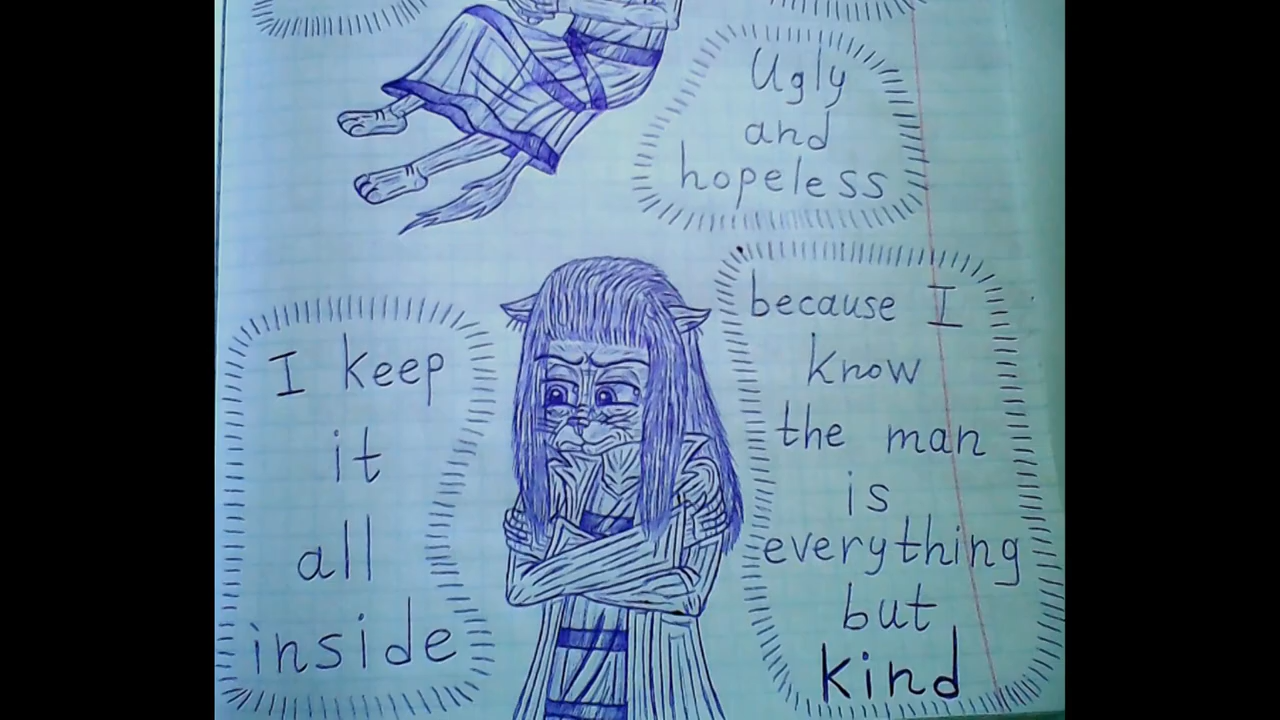 Ugly
and
hopeless
I keep
it
all
inside
because I
know
the man
is
everything
but
kind